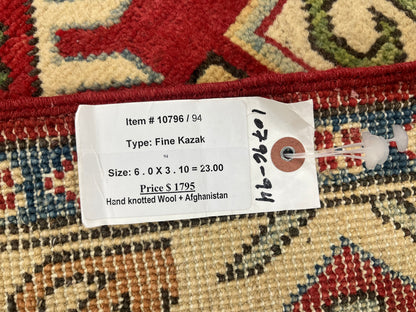 Item # 10796 / 94
Type: Fine Kazak
Size: 6 . 0 X 3 . 10 = 23.00
Price $ 1795
Hand knotted Wool + Afghanistan
10796-94